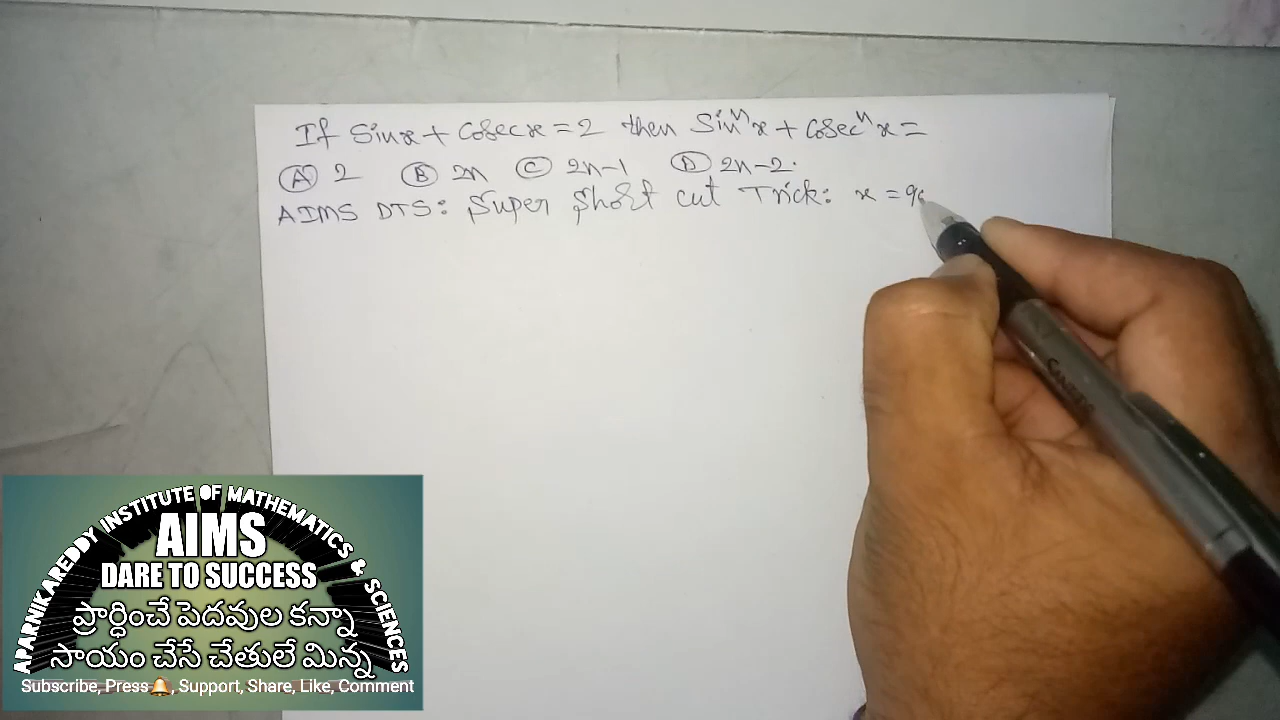 If Sinx + Cosecx = 2 then Sinⁿx + Cosecⁿx =
(A) 2 (B) 2n (C) 2n-1 (D) 2n-2.
AIMS DTS: Super Short cut Trick: x = 90
APARNIKAREDDY INSTITUTE OF MATHEMATICS & SCIENCES
AIMS
DARE TO SUCCESS
ప్రార్ధించే పెదవుల కన్నా
సాయం చేసే చేతులే మిన్న
Subscribe, Press🔔, Support, Share, Like, Comment